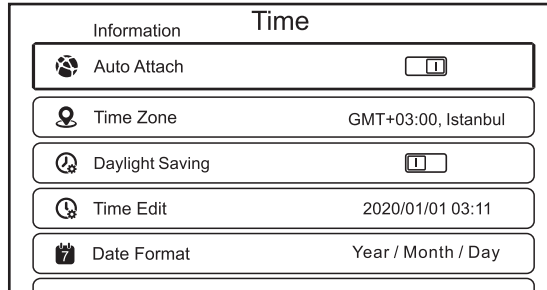 Time
Information
Auto Attach
Time Zone GMT+03:00, Istanbul
Daylight Saving
Time Edit 2020/01/01 03:11
7 Date Format Year / Month / Day